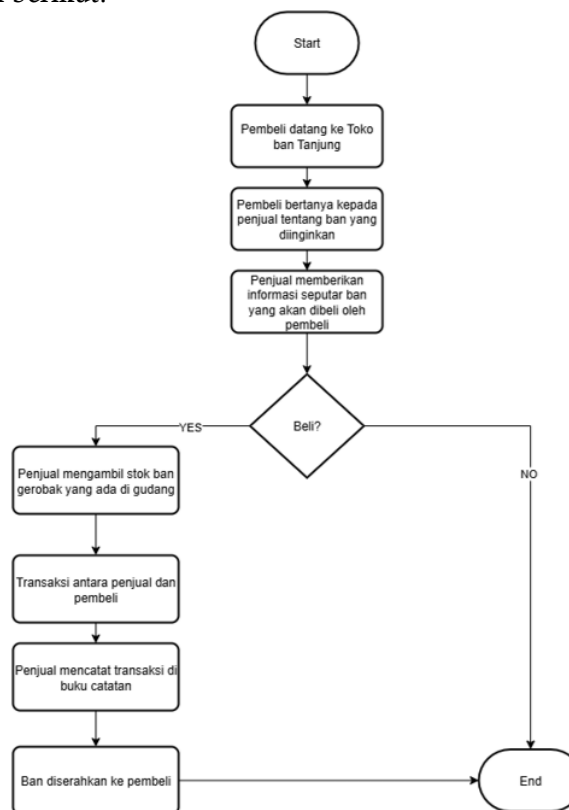 berikut:
Start
Pembeli datang ke Toko
ban Tanjung
Pembeli bertanya kepada
penjual tentang ban yang
diinginkan
Penjual memberikan
informasi seputar ban
yang akan dibeli oleh
pembeli
Beli?
YES
NO
Penjual mengambil stok ban
gerobak yang ada di gudang
Transaksi antara penjual dan
pembeli
Penjual mencatat transaksi di
buku catatan
Ban diserahkan ke pembeli
End